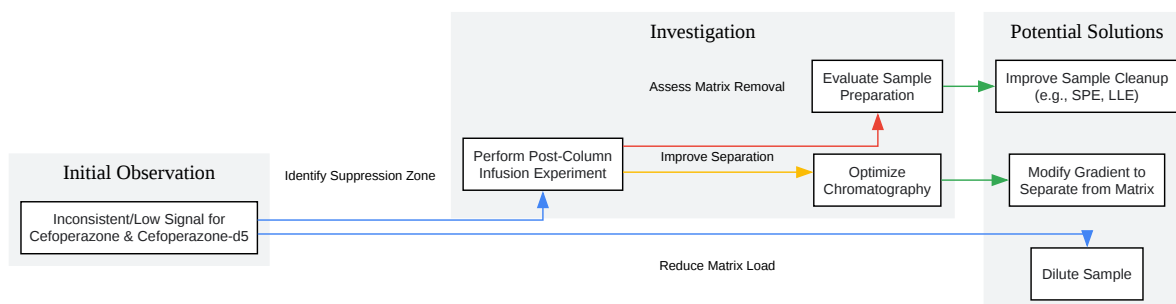 Investigation
Potential Solutions
Assess Matrix Removal
Evaluate Sample
Preparation
Improve Sample Cleanup
(e.g., SPE, LLE)
Initial Observation
Identify Suppression Zone
Perform Post-Column
Infusion Experiment
Improve Separation
Optimize
Chromatography
Modify Gradient to
Separate from Matrix
Inconsistent/Low Signal for
Cefoperazone & Cefoperazone-d5
Reduce Matrix Load
Dilute Sample